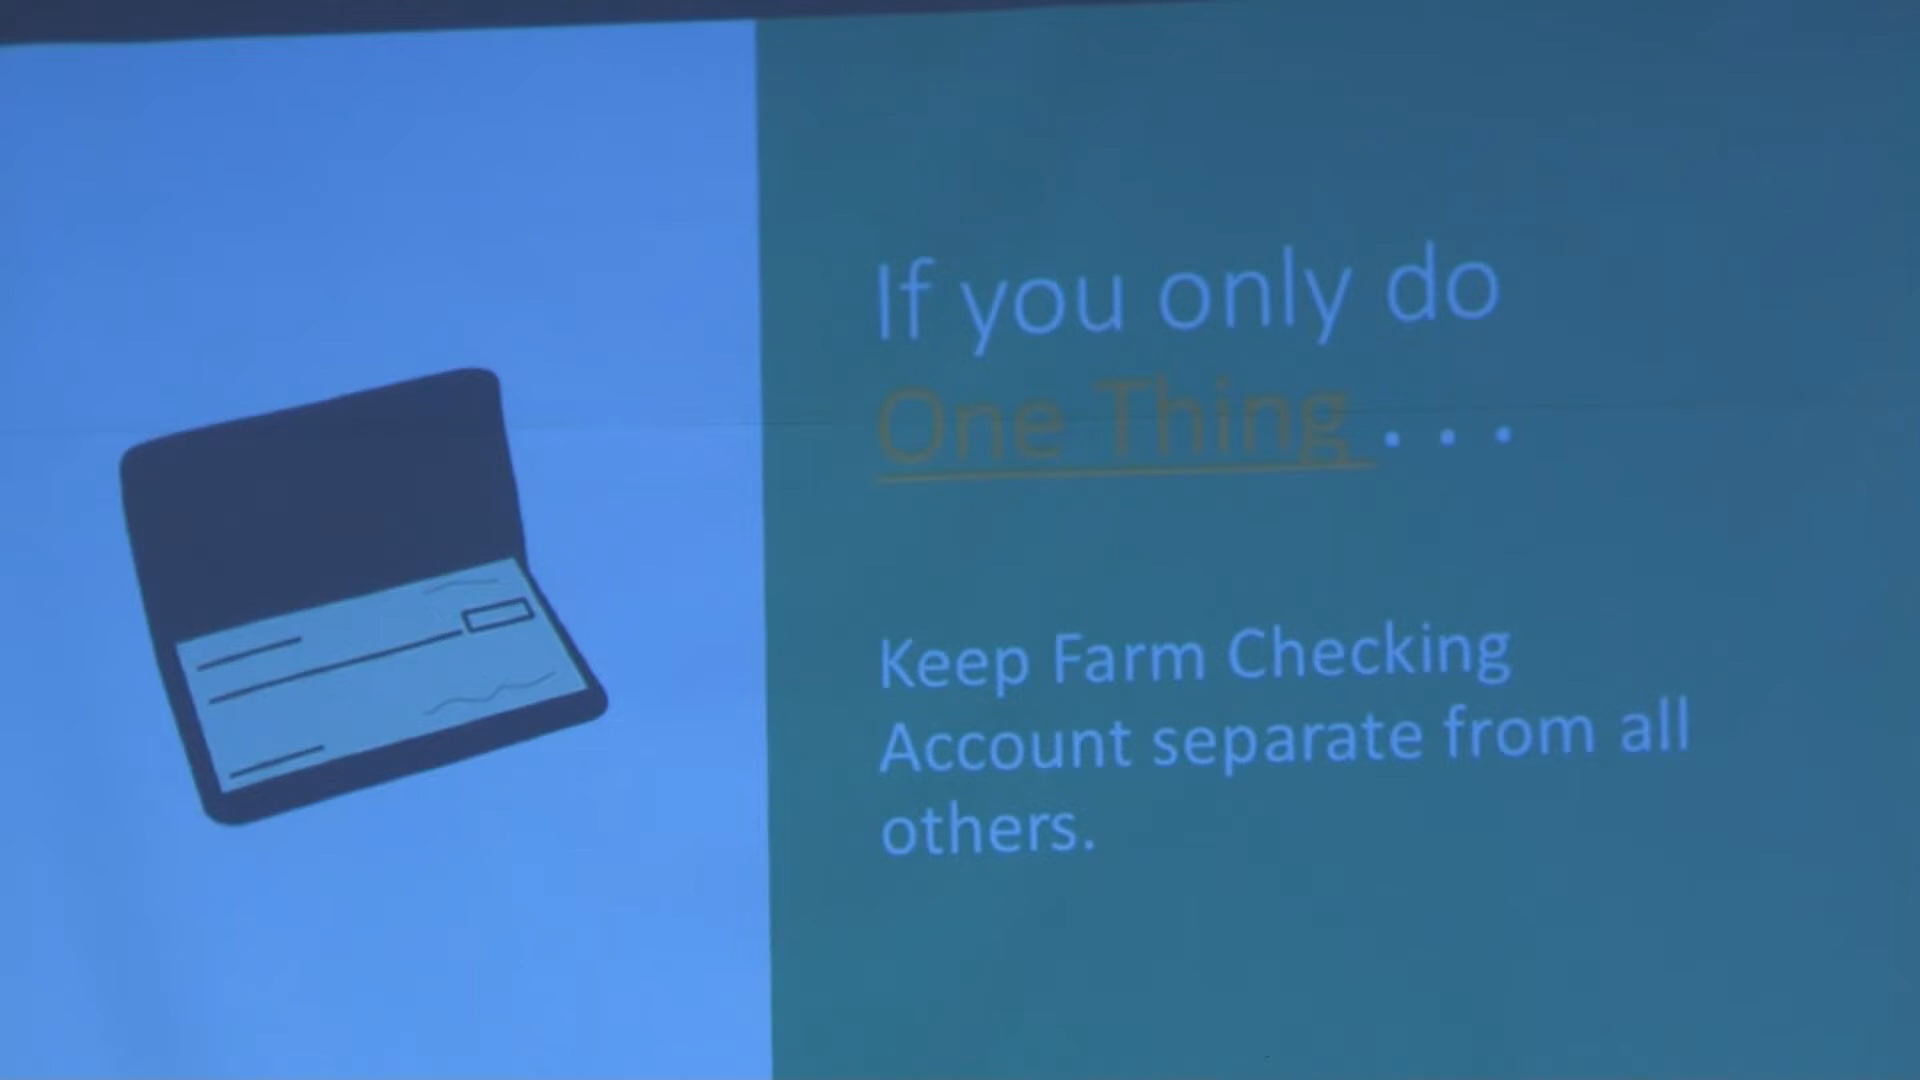 If you only do
One Thing . . .
Keep Farm Checking
Account separate from all
others.